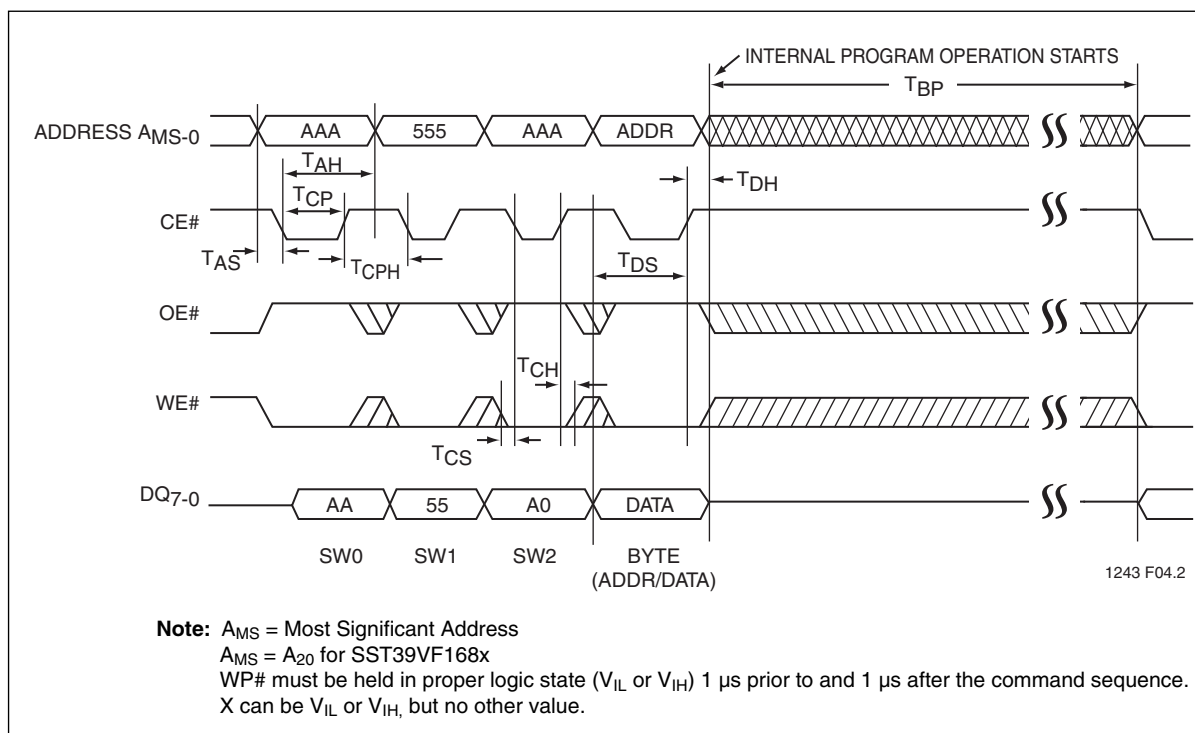 INTERNAL PROGRAM OPERATION STARTS
TBP
ADDRESS AMS-0
AAA
555
AAA
ADDR
TAH
TDH
TCP
CE#
TAS
TCPH
TDS
OE#
TCH
WE#
TCS
DQ7-0
AA
55
A0
DATA
SW0
SW1
SW2
BYTE
(ADDR/DATA)
1243 F04.2
Note: AMS = Most Significant Address
AMS = A20 for SST39VF168x
WP# must be held in proper logic state (VIL or VIH) 1 µs prior to and 1 µs after the command sequence.
X can be VIL or VIH, but no other value.